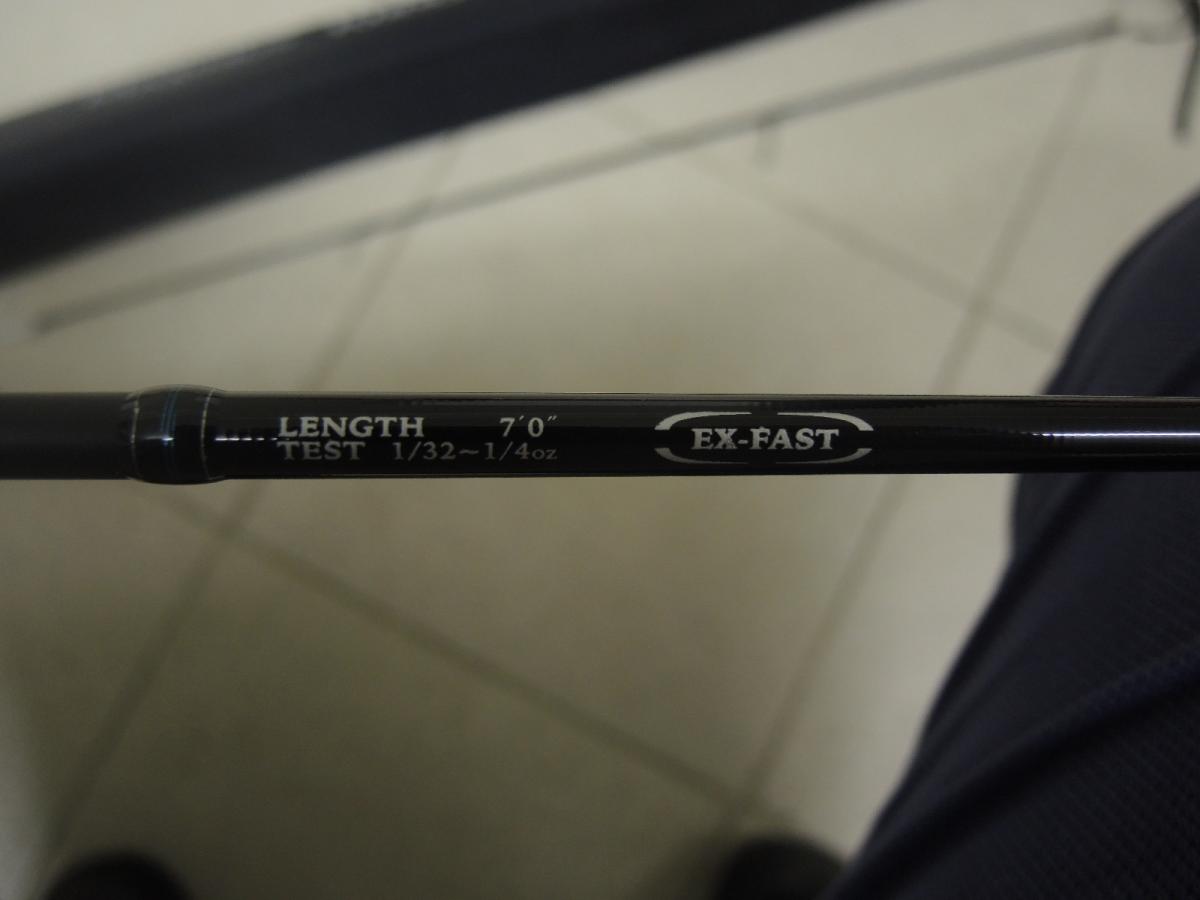 LENGTH 7'0"
TEST 1/32~1/4oz
EX-FAST